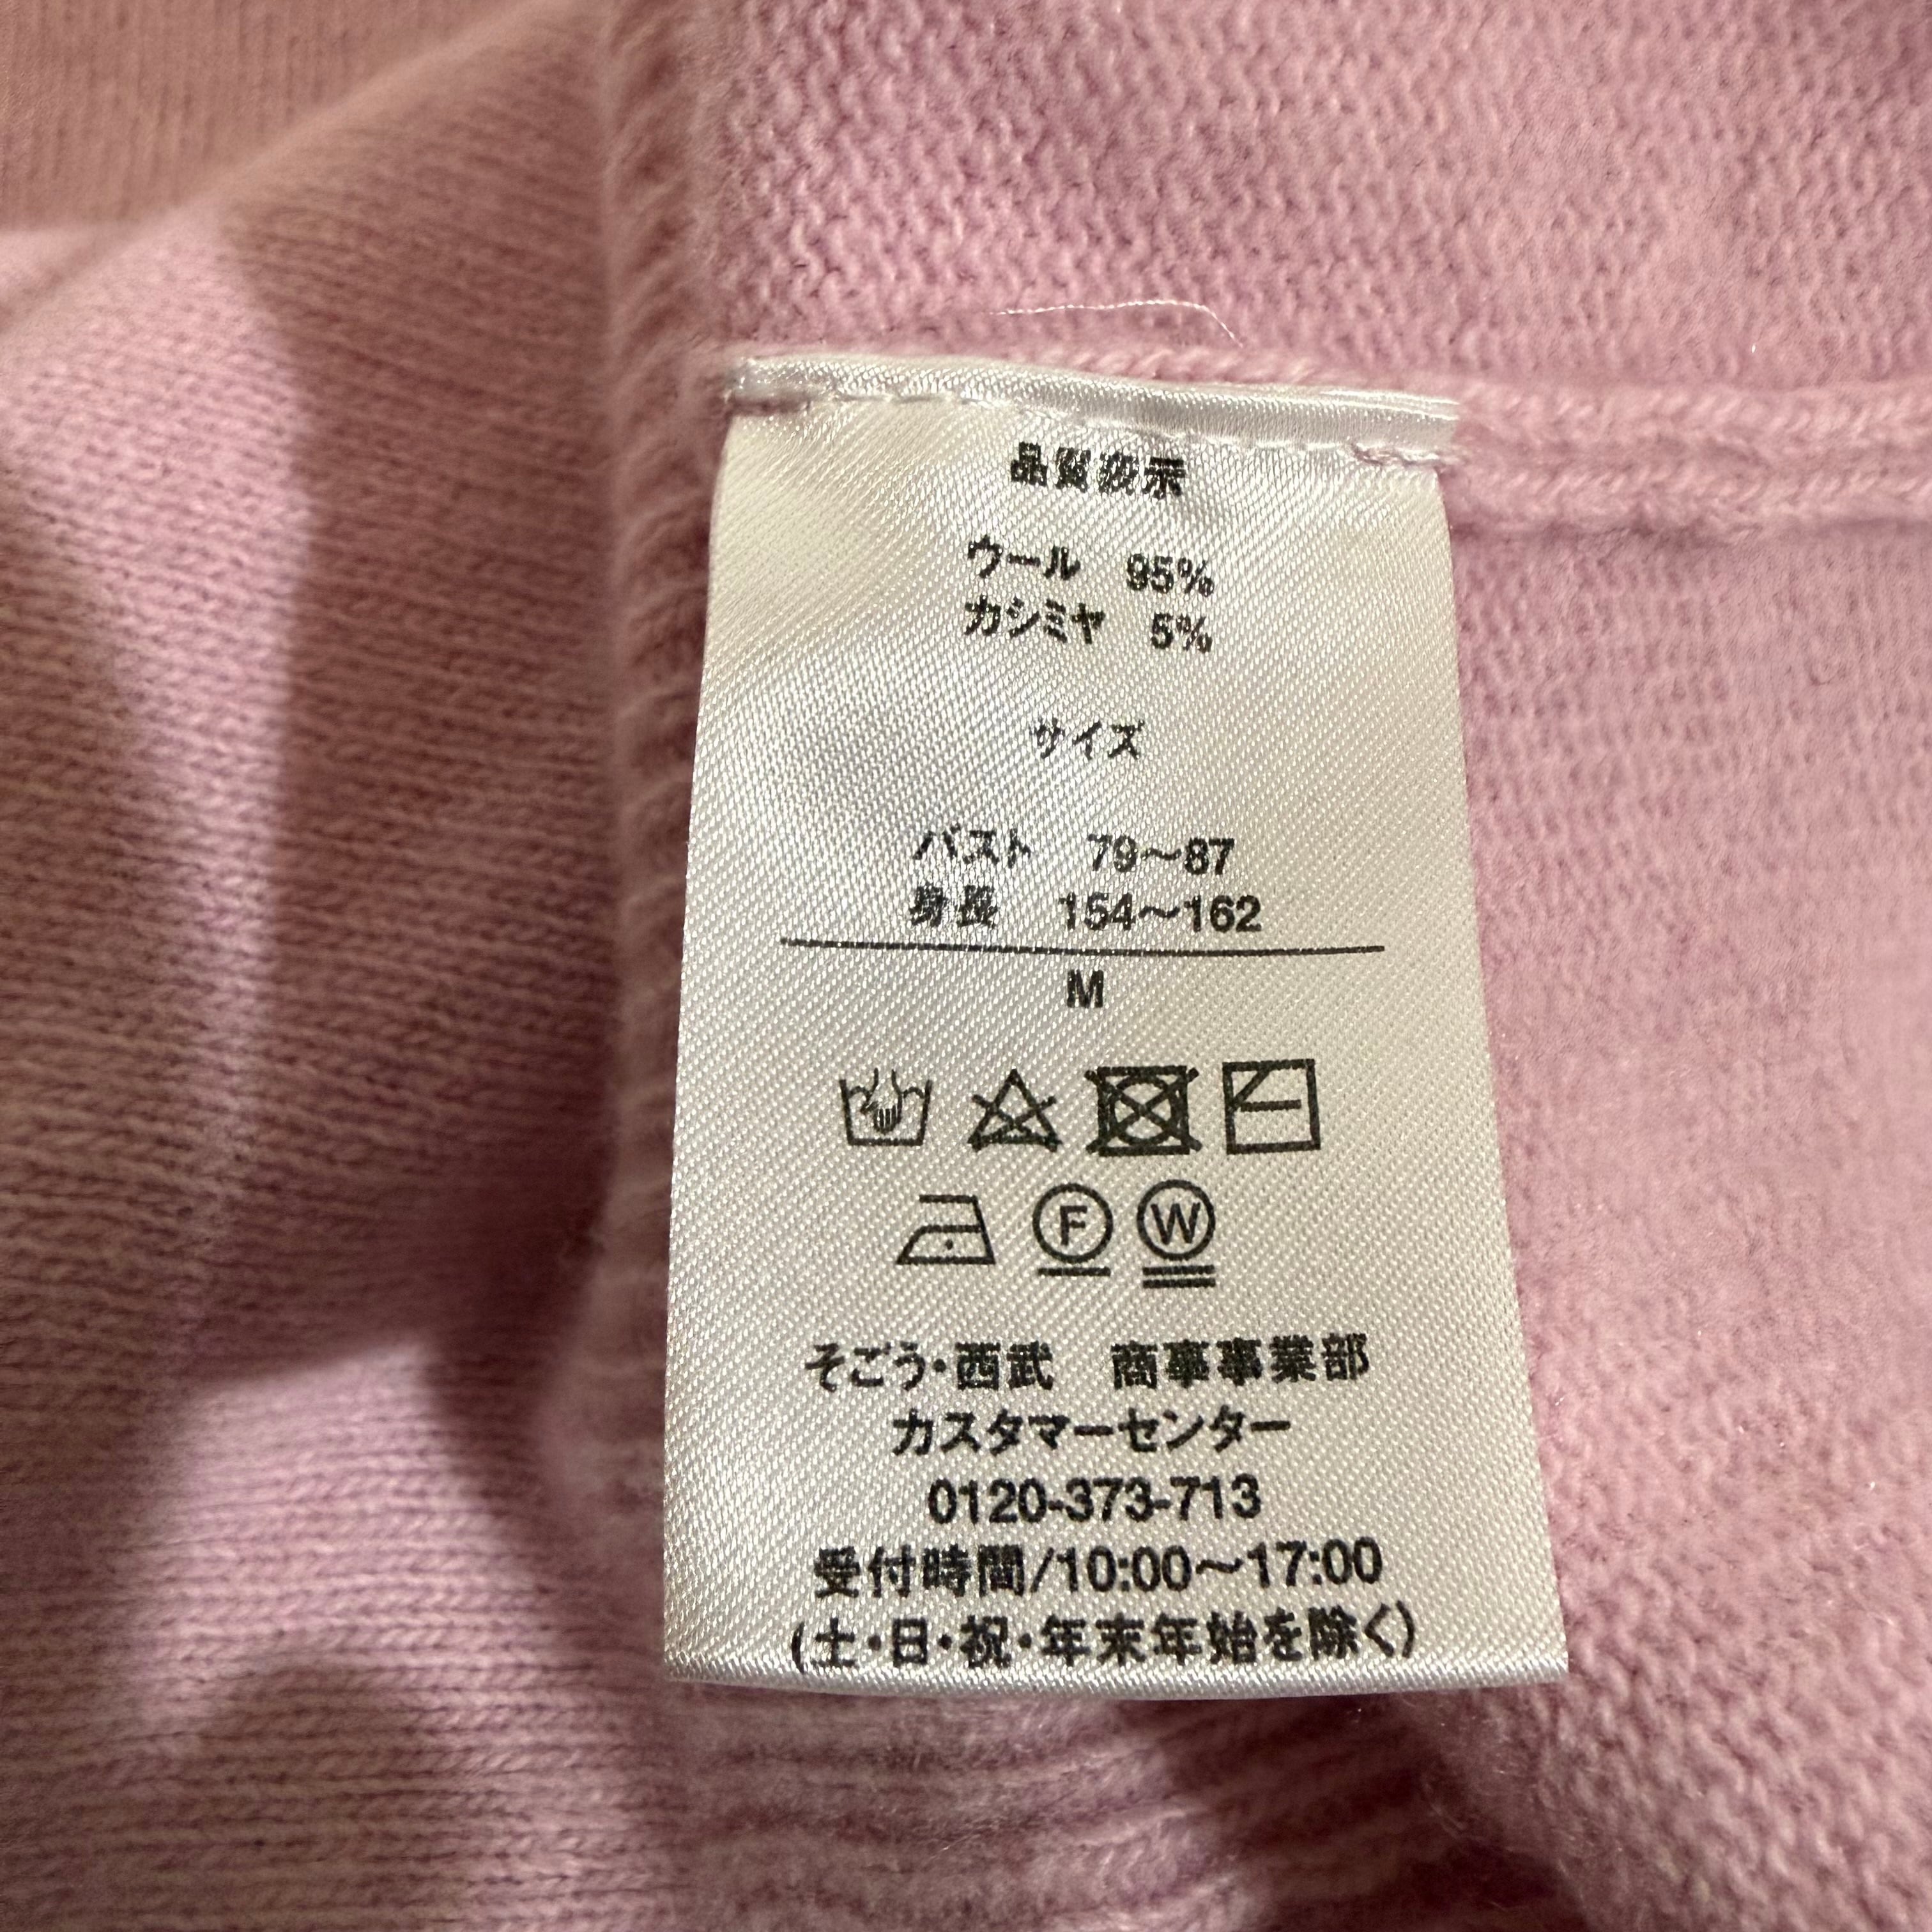 品質表示
ウール 95%
カシミヤ 5%
サイズ
バスト 79～87
身長 154～162
M
F W
そごう・西武 商事事業部
カスタマーセンター
0120-373-713
受付時間/10:00～17:00
(土・日・祝・年末年始を除く)